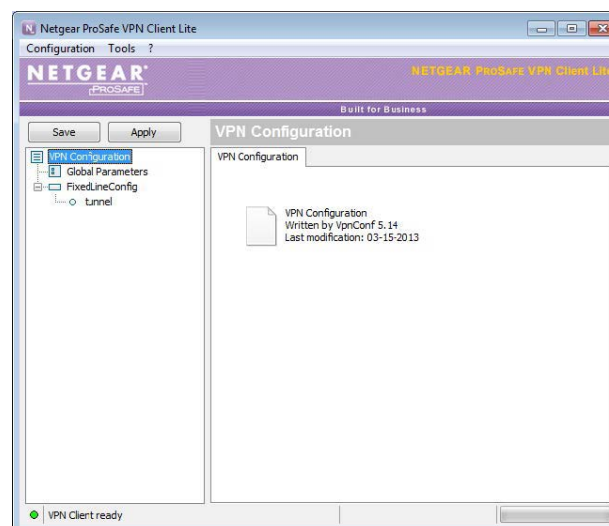 Netgear ProSafe VPN Client Lite
Configuration Tools ?
NETGEAR®
PROSAFE
NETGEAR PROSAFE VPN Client Lite
Built for Business
Save Apply
VPN Configuration
VPN Configuration
Global Parameters
FixedLineConfig
tunnel
VPN Configuration
VPN Configuration
Written by VpnConf 5.14
Last modification: 03-15-2013
VPN Client ready